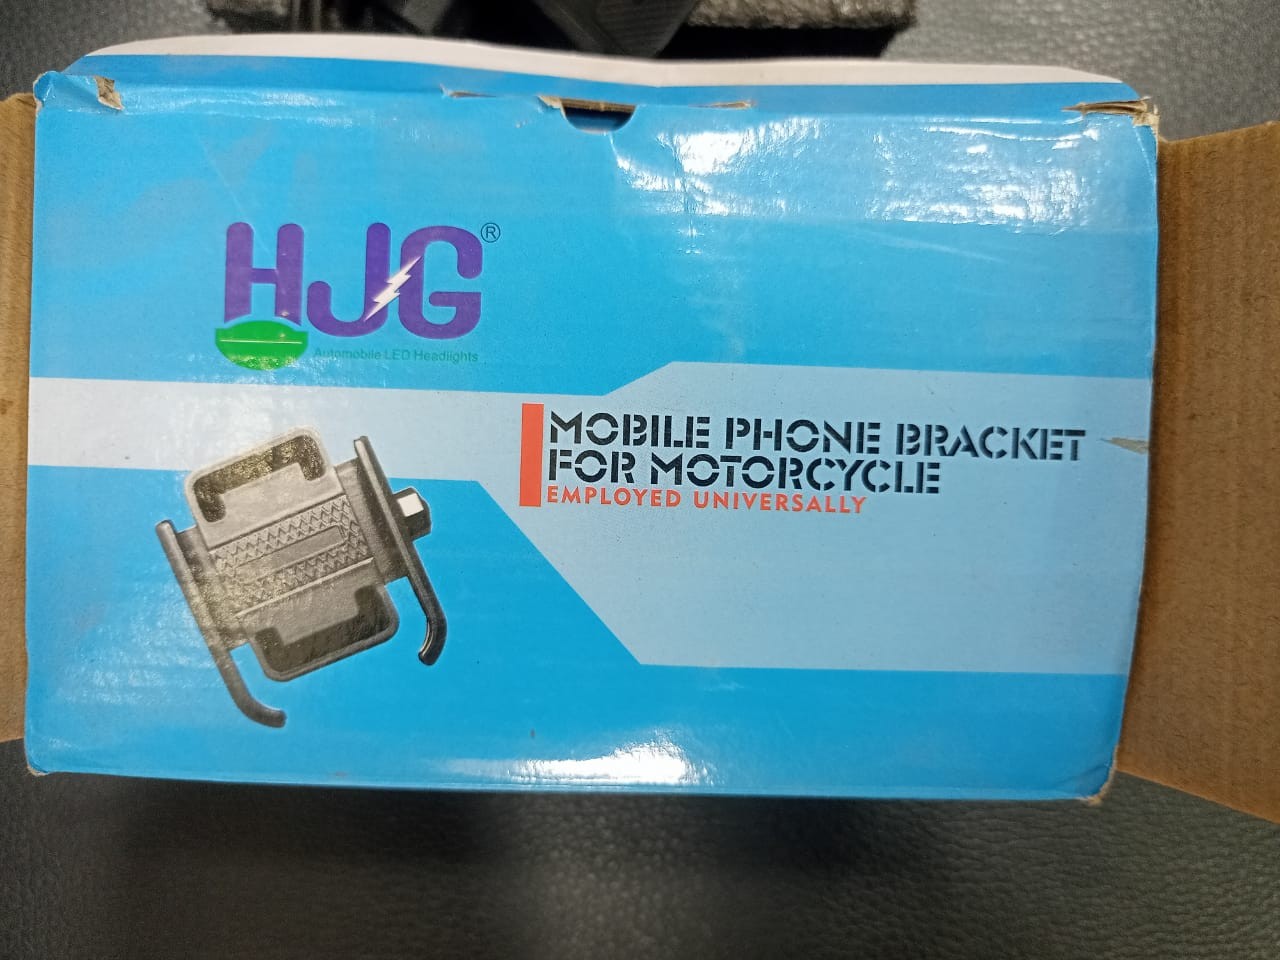 HJG®
Automobile LED Headlights
MOBILE PHONE BRACKET
FOR MOTORCYCLE
EMPLOYED UNIVERSALLY